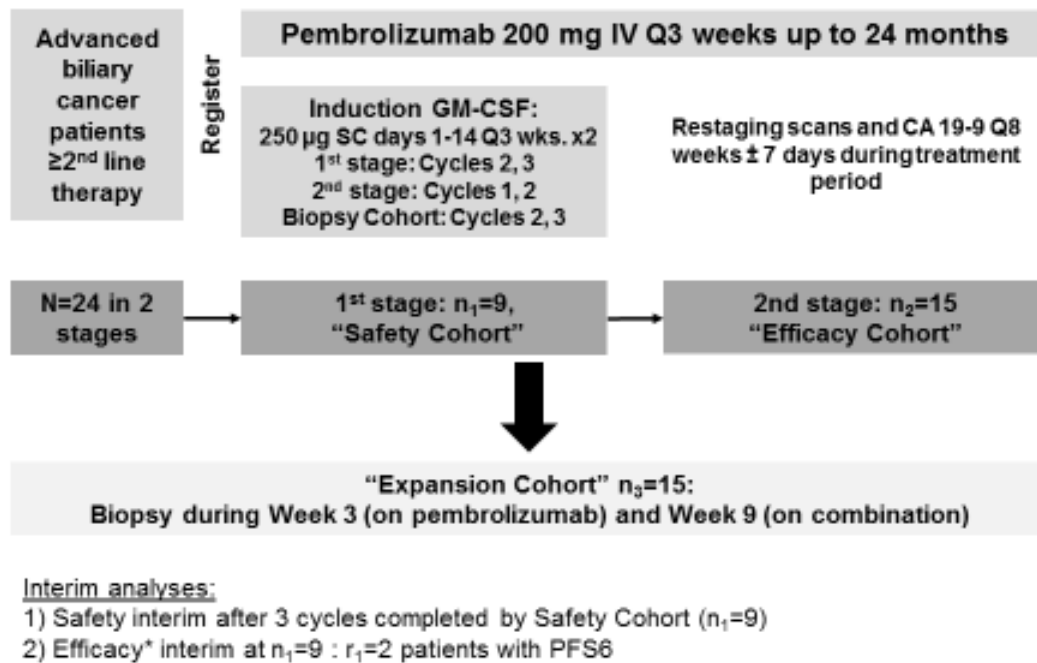 Advanced
biliary
cancer
patients
≥2nd line
therapy
Register
Pembrolizumab 200 mg IV Q3 weeks up to 24 months
Induction GM-CSF:
250 µg SC days 1-14 Q3 wks. x2
1st stage: Cycles 2, 3
2nd stage: Cycles 1, 2
Biopsy Cohort: Cycles 2, 3
Restaging scans and CA 19-9 Q8
weeks ± 7 days during treatment
period
N=24 in 2
stages
1st stage: n1=9,
“Safety Cohort”
2nd stage: n2=15
“Efficacy Cohort”
“Expansion Cohort” n3=15:
Biopsy during Week 3 (on pembrolizumab) and Week 9 (on combination)
Interim analyses:
1) Safety interim after 3 cycles completed by Safety Cohort (n1=9)
2) Efficacy* interim at n1=9 : r1=2 patients with PFS6